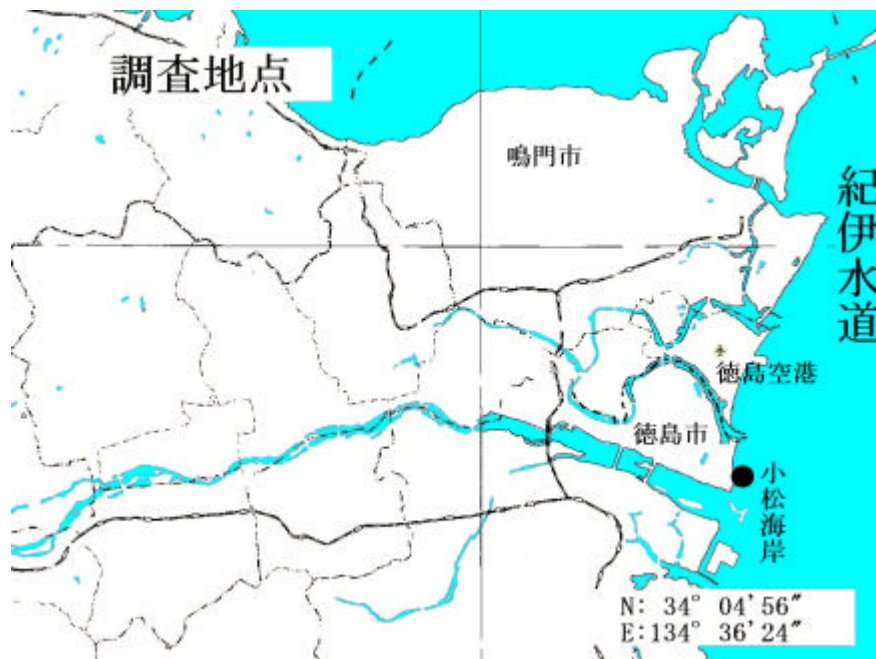 調査地点
鳴門市
紀伊水道
徳島空港
徳島市
小松海岸
N: 34° 04'56"
E:134° 36'24"